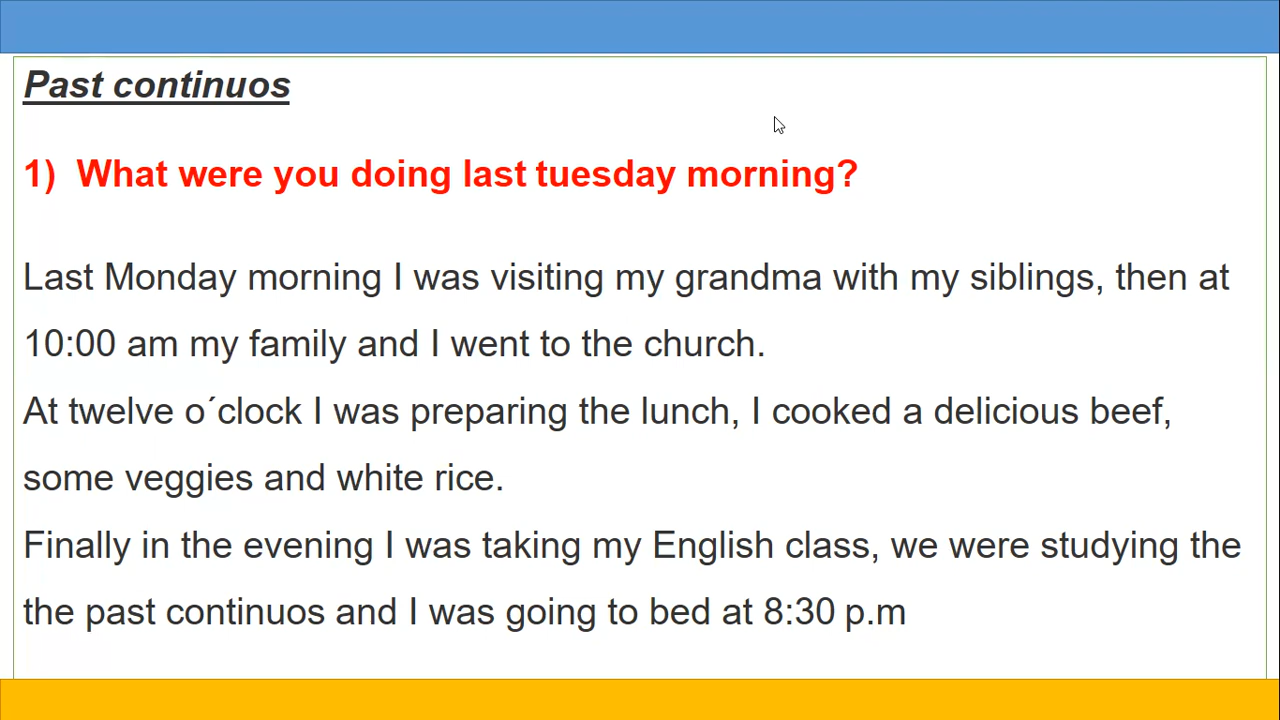 Past continuos
1) What were you doing last tuesday morning?
Last Monday morning I was visiting my grandma with my siblings, then at
10:00 am my family and I went to the church.
At twelve o´clock I was preparing the lunch, I cooked a delicious beef,
some veggies and white rice.
Finally in the evening I was taking my English class, we were studying the
the past continuos and I was going to bed at 8:30 p.m